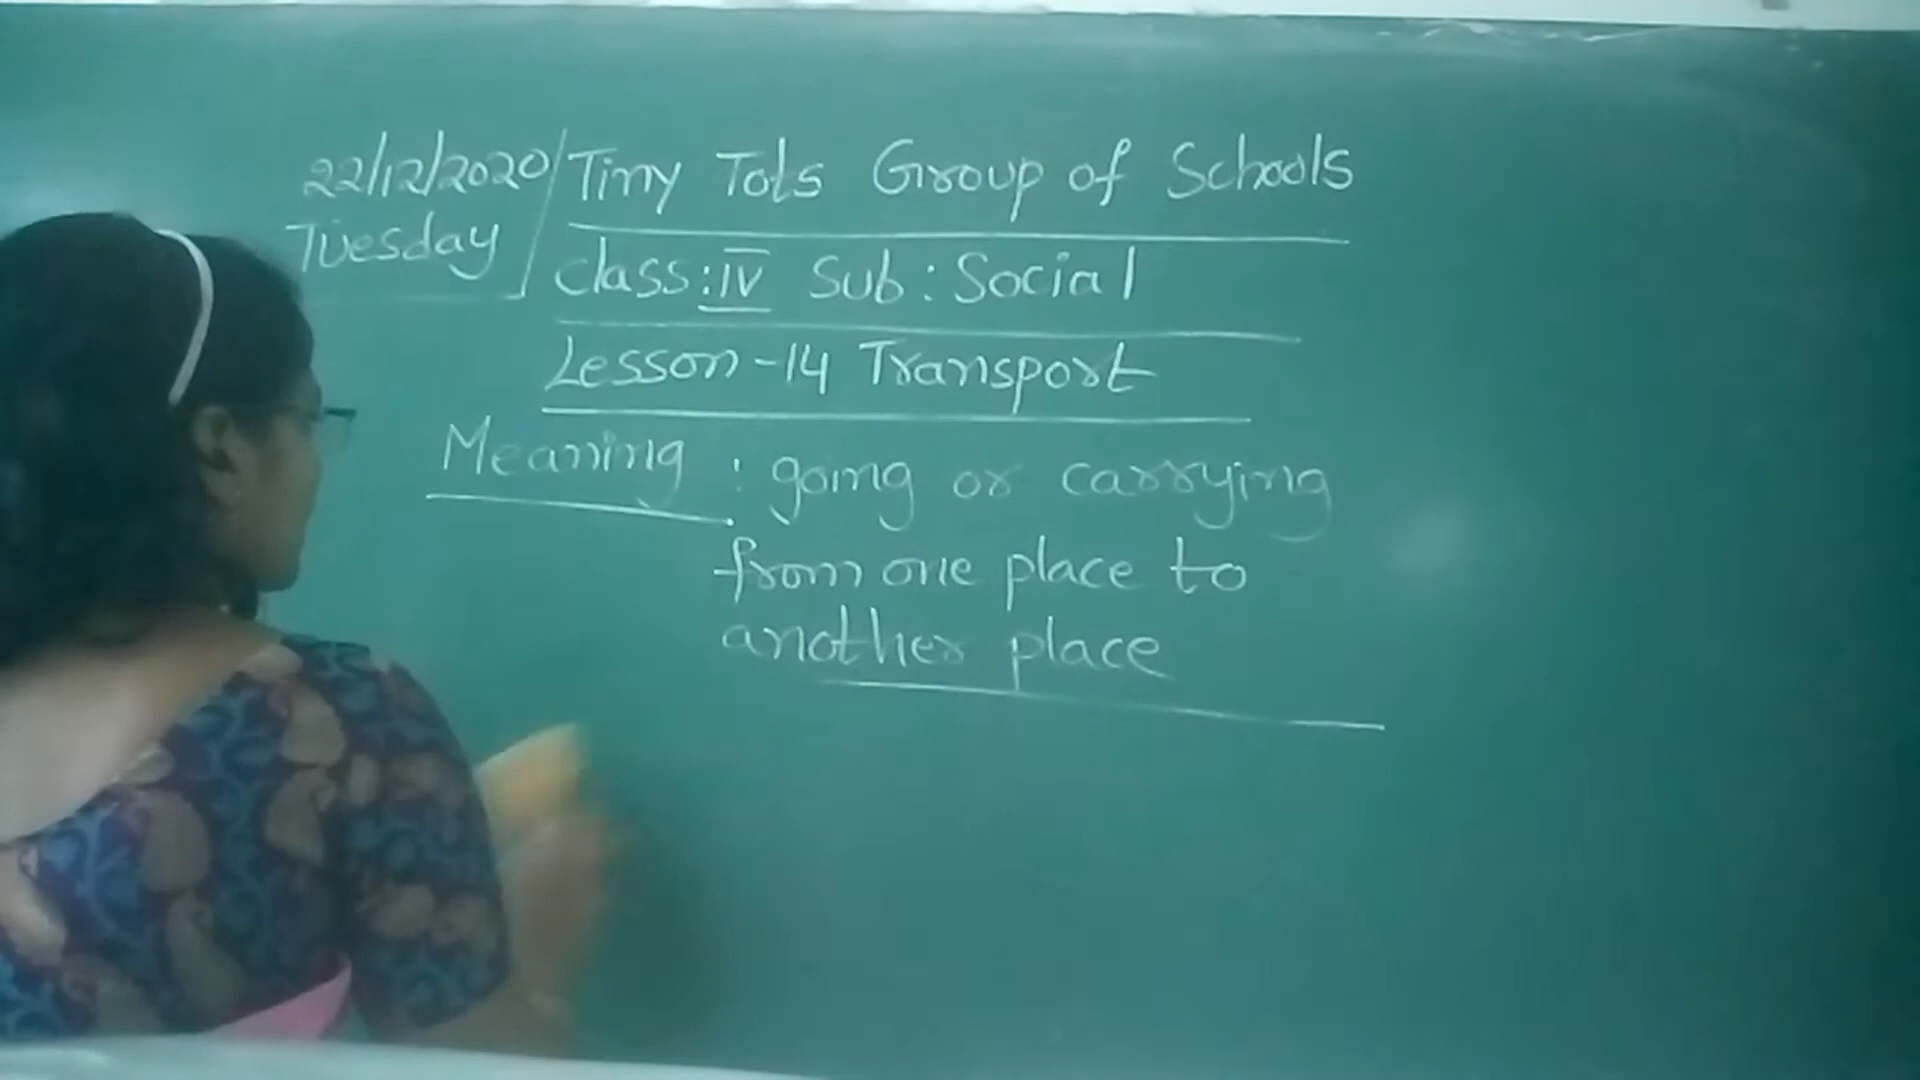 22/12/2020
Tuesday
Tiny Tots Group of Schools
class: IV Sub: Social
Lesson-14 Transport
Meaning : going or carrying
from one place to
another place